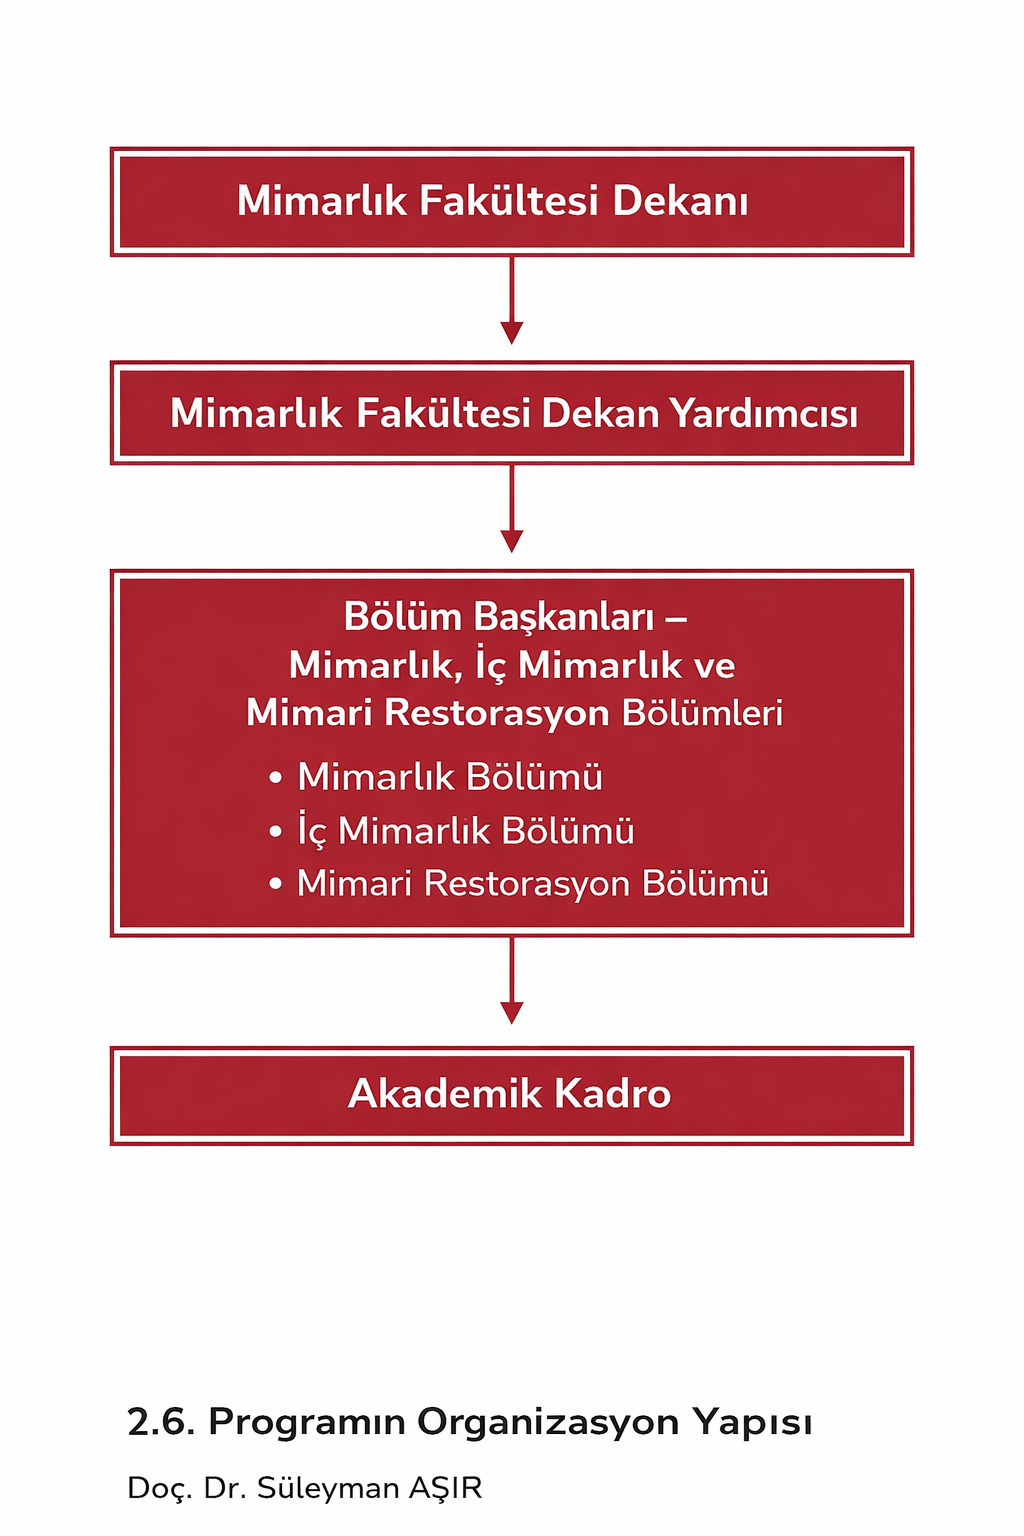 Mimarlık Fakültesi Dekanı
Mimarlık Fakültesi Dekan Yardımcısı
Bölüm Başkanları –
Mimarlık, İç Mimarlık ve
Mimari Restorasyon Bölümleri
• Mimarlık Bölümü
• İç Mimarlik Bölümü
• Mimari Restorasyon Bölümü
Akademik Kadro
2.6. Programın Organizasyon Yapısı
Doç. Dr. Süleyman AŞIR